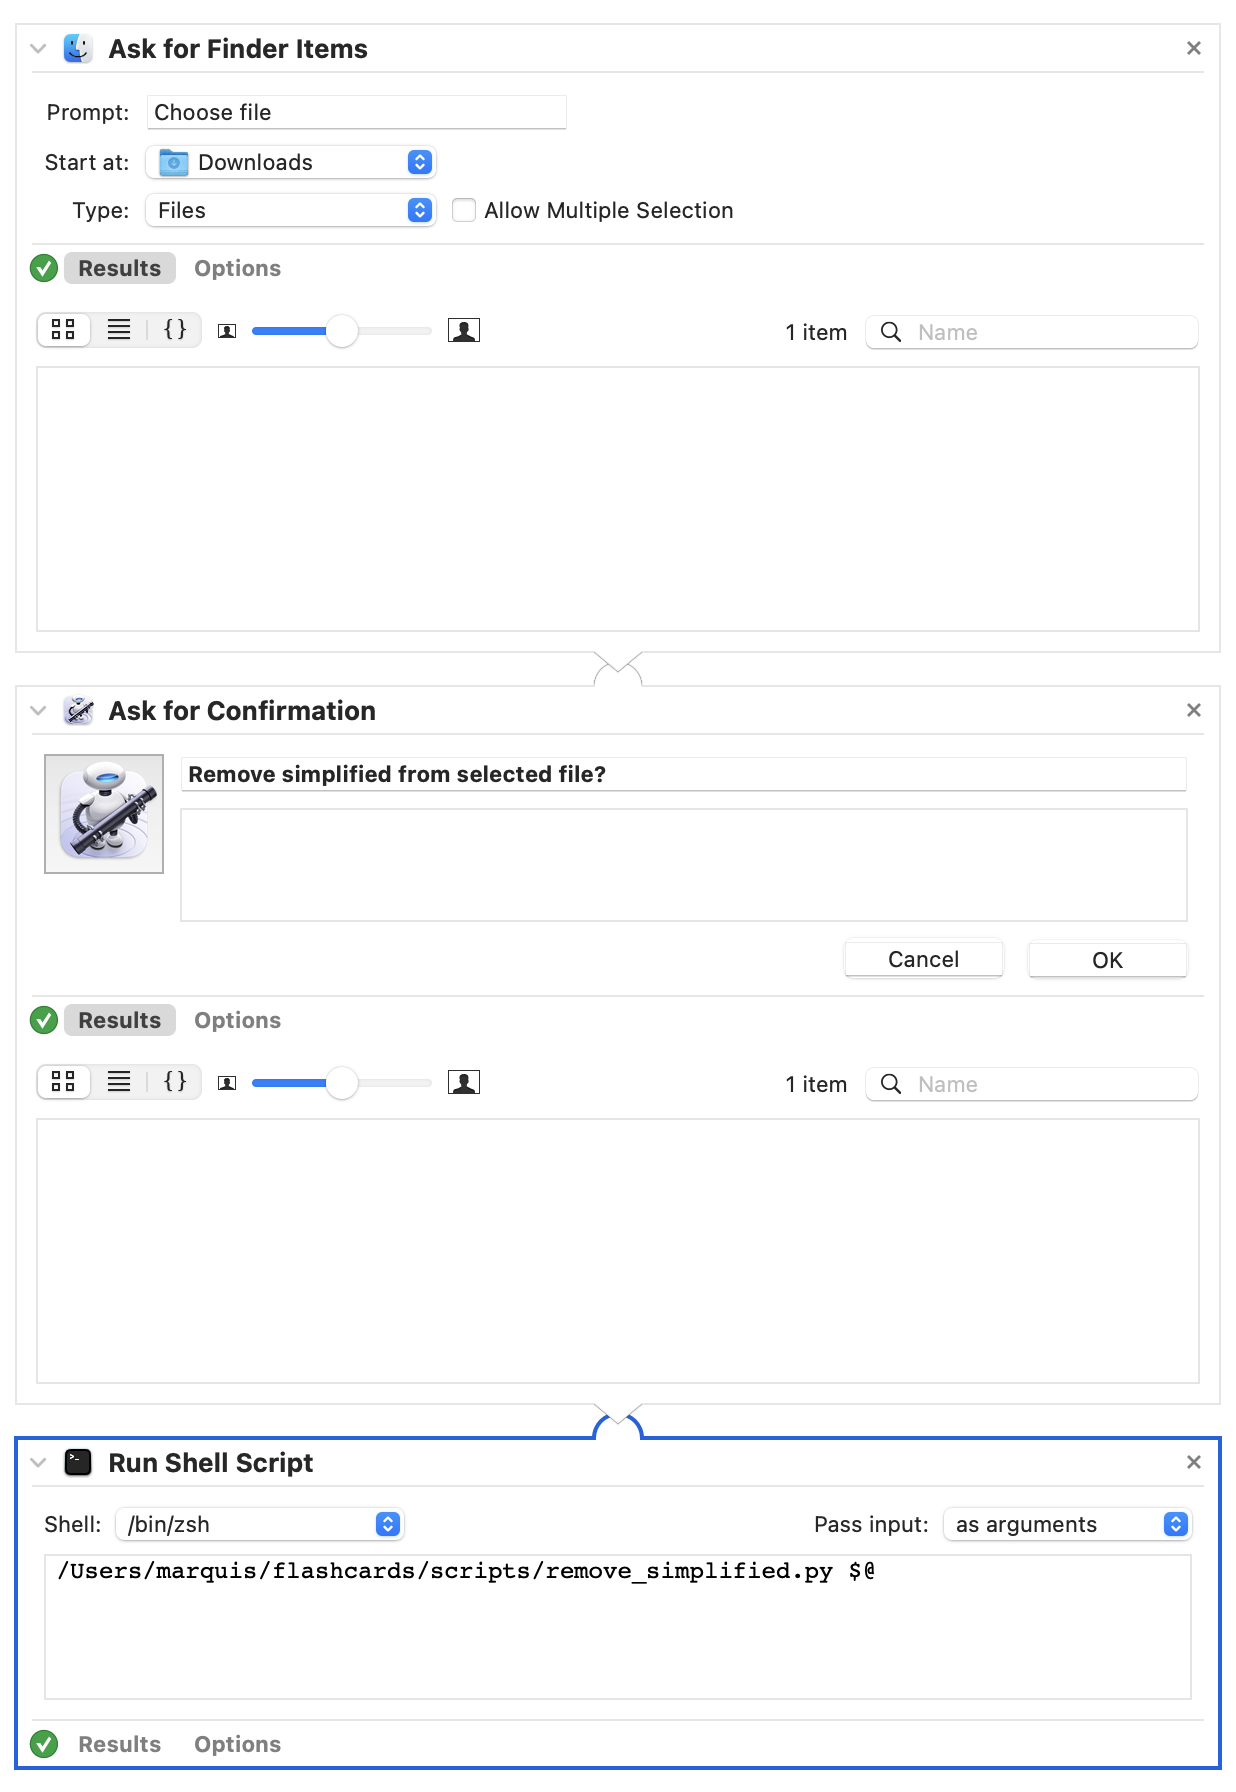 Ask for Finder Items
Prompt: Choose file
Start at: Downloads
Type: Files Allow Multiple Selection
Results Options
{} 1 item Name
Ask for Confirmation
Remove simplified from selected file?
Cancel OK
Results Options
{} 1 item Name
Run Shell Script
Shell: /bin/zsh Pass input: as arguments
/Users/marquis/flashcards/scripts/remove_simplified.py $@
Results Options